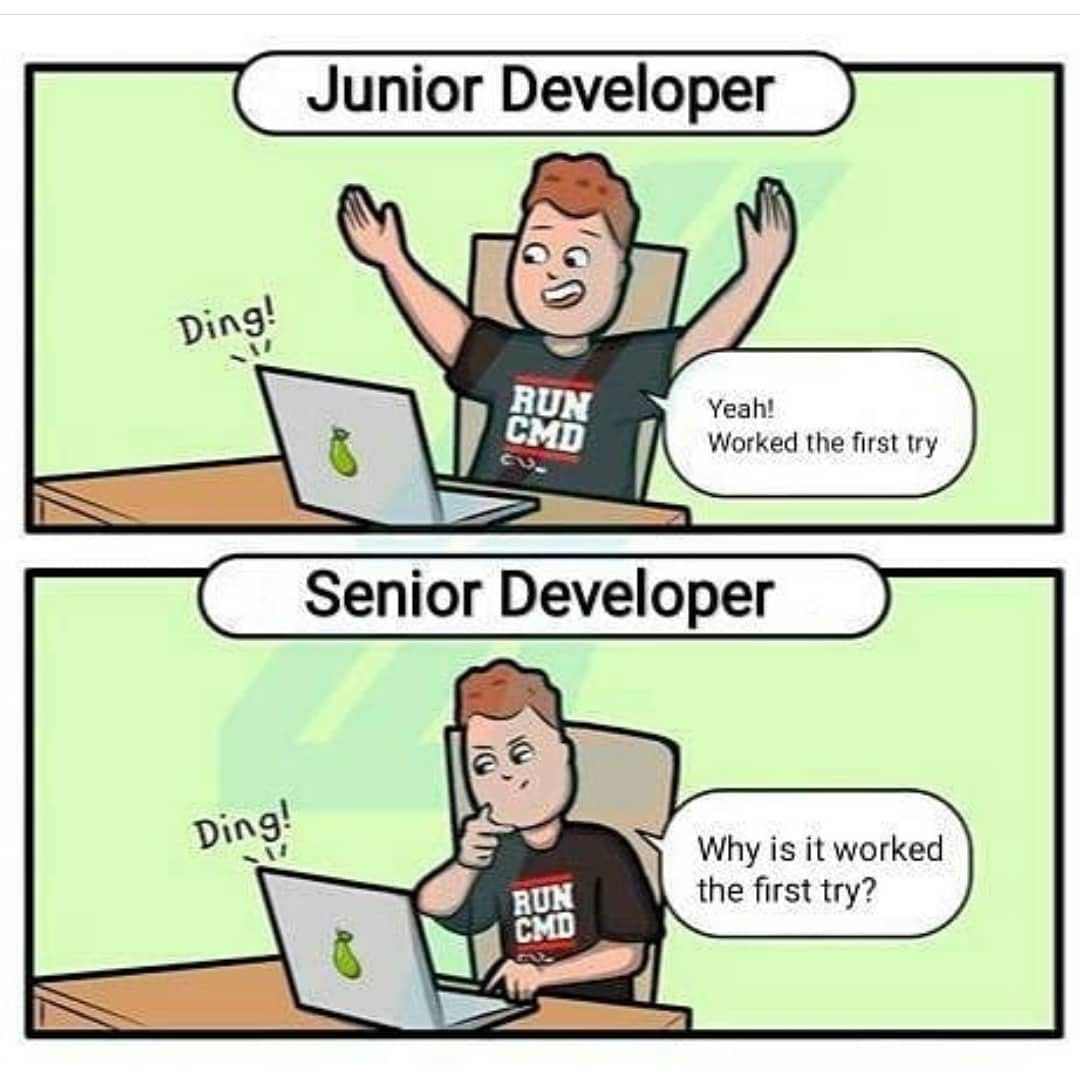 Junior Developer
Ding!
RUN
CMD
Yeah!
Worked the first try
Senior Developer
Ding!
RUN
CMD
Why is it worked
the first try?